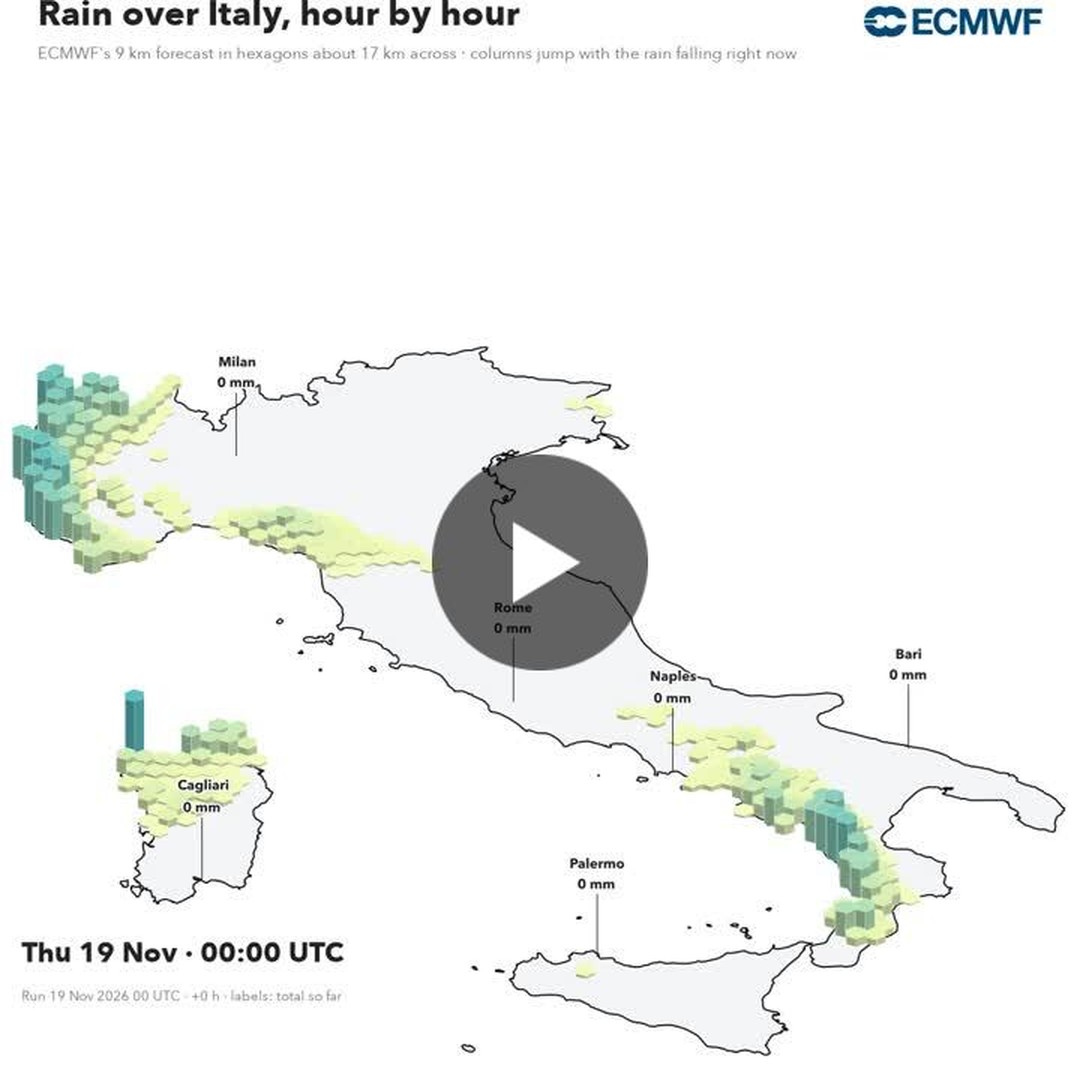 Rain over Italy, hour by hour
ECMWF
ECMWF's 9 km forecast in hexagons about 17 km across · columns jump with the rain falling right now
Milan
0 mm
Rome
0 mm
Bari
0 mm
Naples
0 mm
Cagliari
0 mm
Palermo
0 mm
Thu 19 Nov · 00:00 UTC
Run 19 Nov 2026 00 UTC · +0 h · labels: total so far